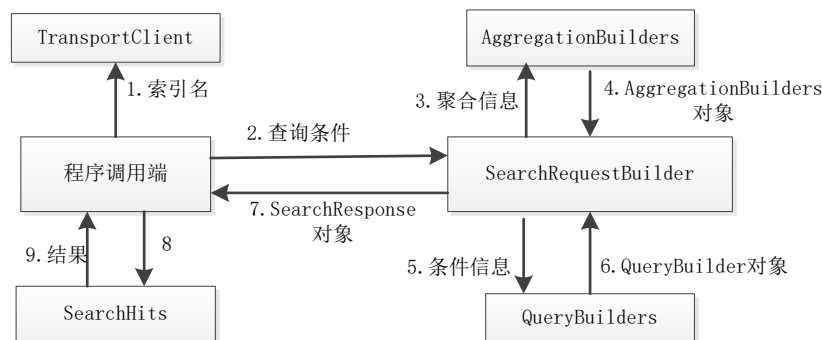 TransportClient
AggregationBuilders
1.索引名
3.聚合信息
4.AggregationBuilders
对象
2.查询条件
程序调用端
SearchRequestBuilder
7.SearchResponse
对象
9.结果
8
5.条件信息
6.QueryBuilder对象
SearchHits
QueryBuilders